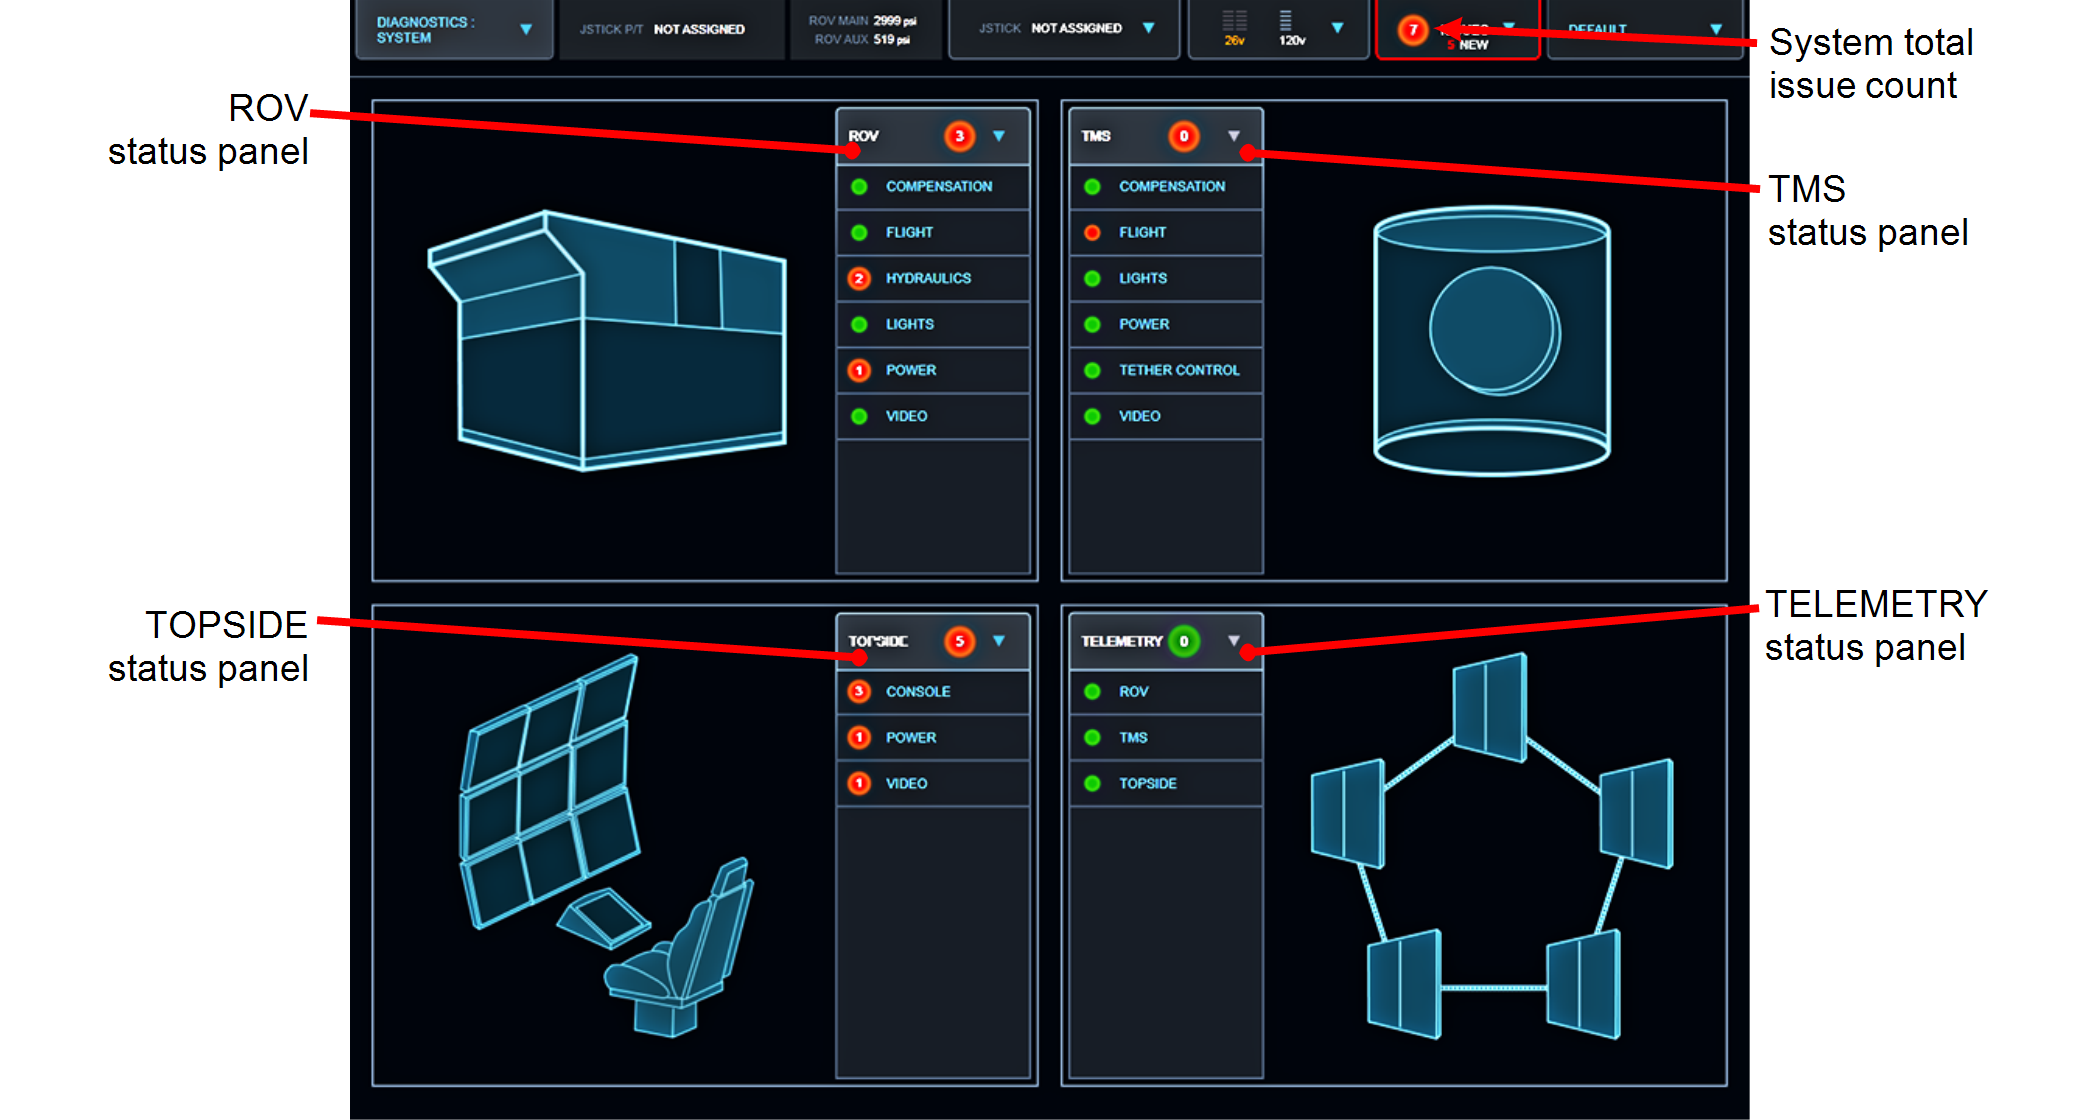 DIAGNOSTICS :
SYSTEM
JSTICK P/T NOT ASSIGNED
ROV MAIN 2999 psi
ROV AUX 519 psi
JSTICK NOT ASSIGNED
26v
120v
7
5 NEW
DEFAULT
System total
issue count
ROV
status panel
ROV 3
COMPENSATION
FLIGHT
2 HYDRAULICS
LIGHTS
1 POWER
VIDEO
TMS 0
COMPENSATION
FLIGHT
LIGHTS
POWER
TETHER CONTROL
VIDEO
TMS
status panel
TOPSIDE
status panel
TOPSIDE 5
3 CONSOLE
1 POWER
1 VIDEO
TELEMETRY 0
ROV
TMS
TOPSIDE
TELEMETRY
status panel